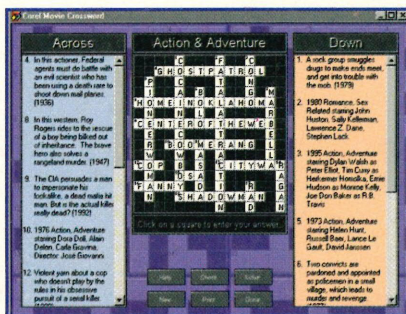 Corel Movie Crossword
Across
Action & Adventure
Down
4. In this actioner, Federal
agents must do battle with
an evil scientist who has
been using a death ray to
shoot down mail planes.
(1936)
8. In this western, Roy
Rogers rides to the rescue
of a boy being bilked out
of inheritance. The brave
hero also solves a
rangeland murder. (1947)
9. The CIA persuades a man
to impersonate his
lookalike, a dead mafia hit
man. But is the actual killer
really dead? (1992)
10. 1976 Action, Adventure
starring Dora Doll, Alain
Delon, Carla Gravina,
Director: José Giovanni
12. Violent yarn about a cop
who doesn't play by the
rules in his obsessive
pursuit of a serial killer.
GHOSTPATROL
HOMEINOKLAHOMA
CENTEROFTHEWEB
BOOMERANG
COP
CITYWAR
FANNY
SHADOWMAN
Click on a square to enter your answer.
1. A rock group smuggles
drugs to make ends meet,
and get into trouble with
the mob. (1979)
2. 1980 Romance, Sex
Related starring John
Huston, Sally Kellerman,
Lawrence Z. Dane,
Stephen Lack
3. 1995 Action, Adventure
starring Dylan Walsh as
Peter Elliot, Tim Curry as
Herkermer Homolka, Ernie
Hudson as Monroe Kelly,
Joe Don Baker as R.B.
Travis
5. 1973 Action, Adventure
starring Helen Hunt,
Russell Baer, Lance Le
Gault, David Janssen
6. Two convicts are
pardoned and appointed
as policemen in a small
village, which leads to
murder and revenge.
Help Check Solve
New Print Done